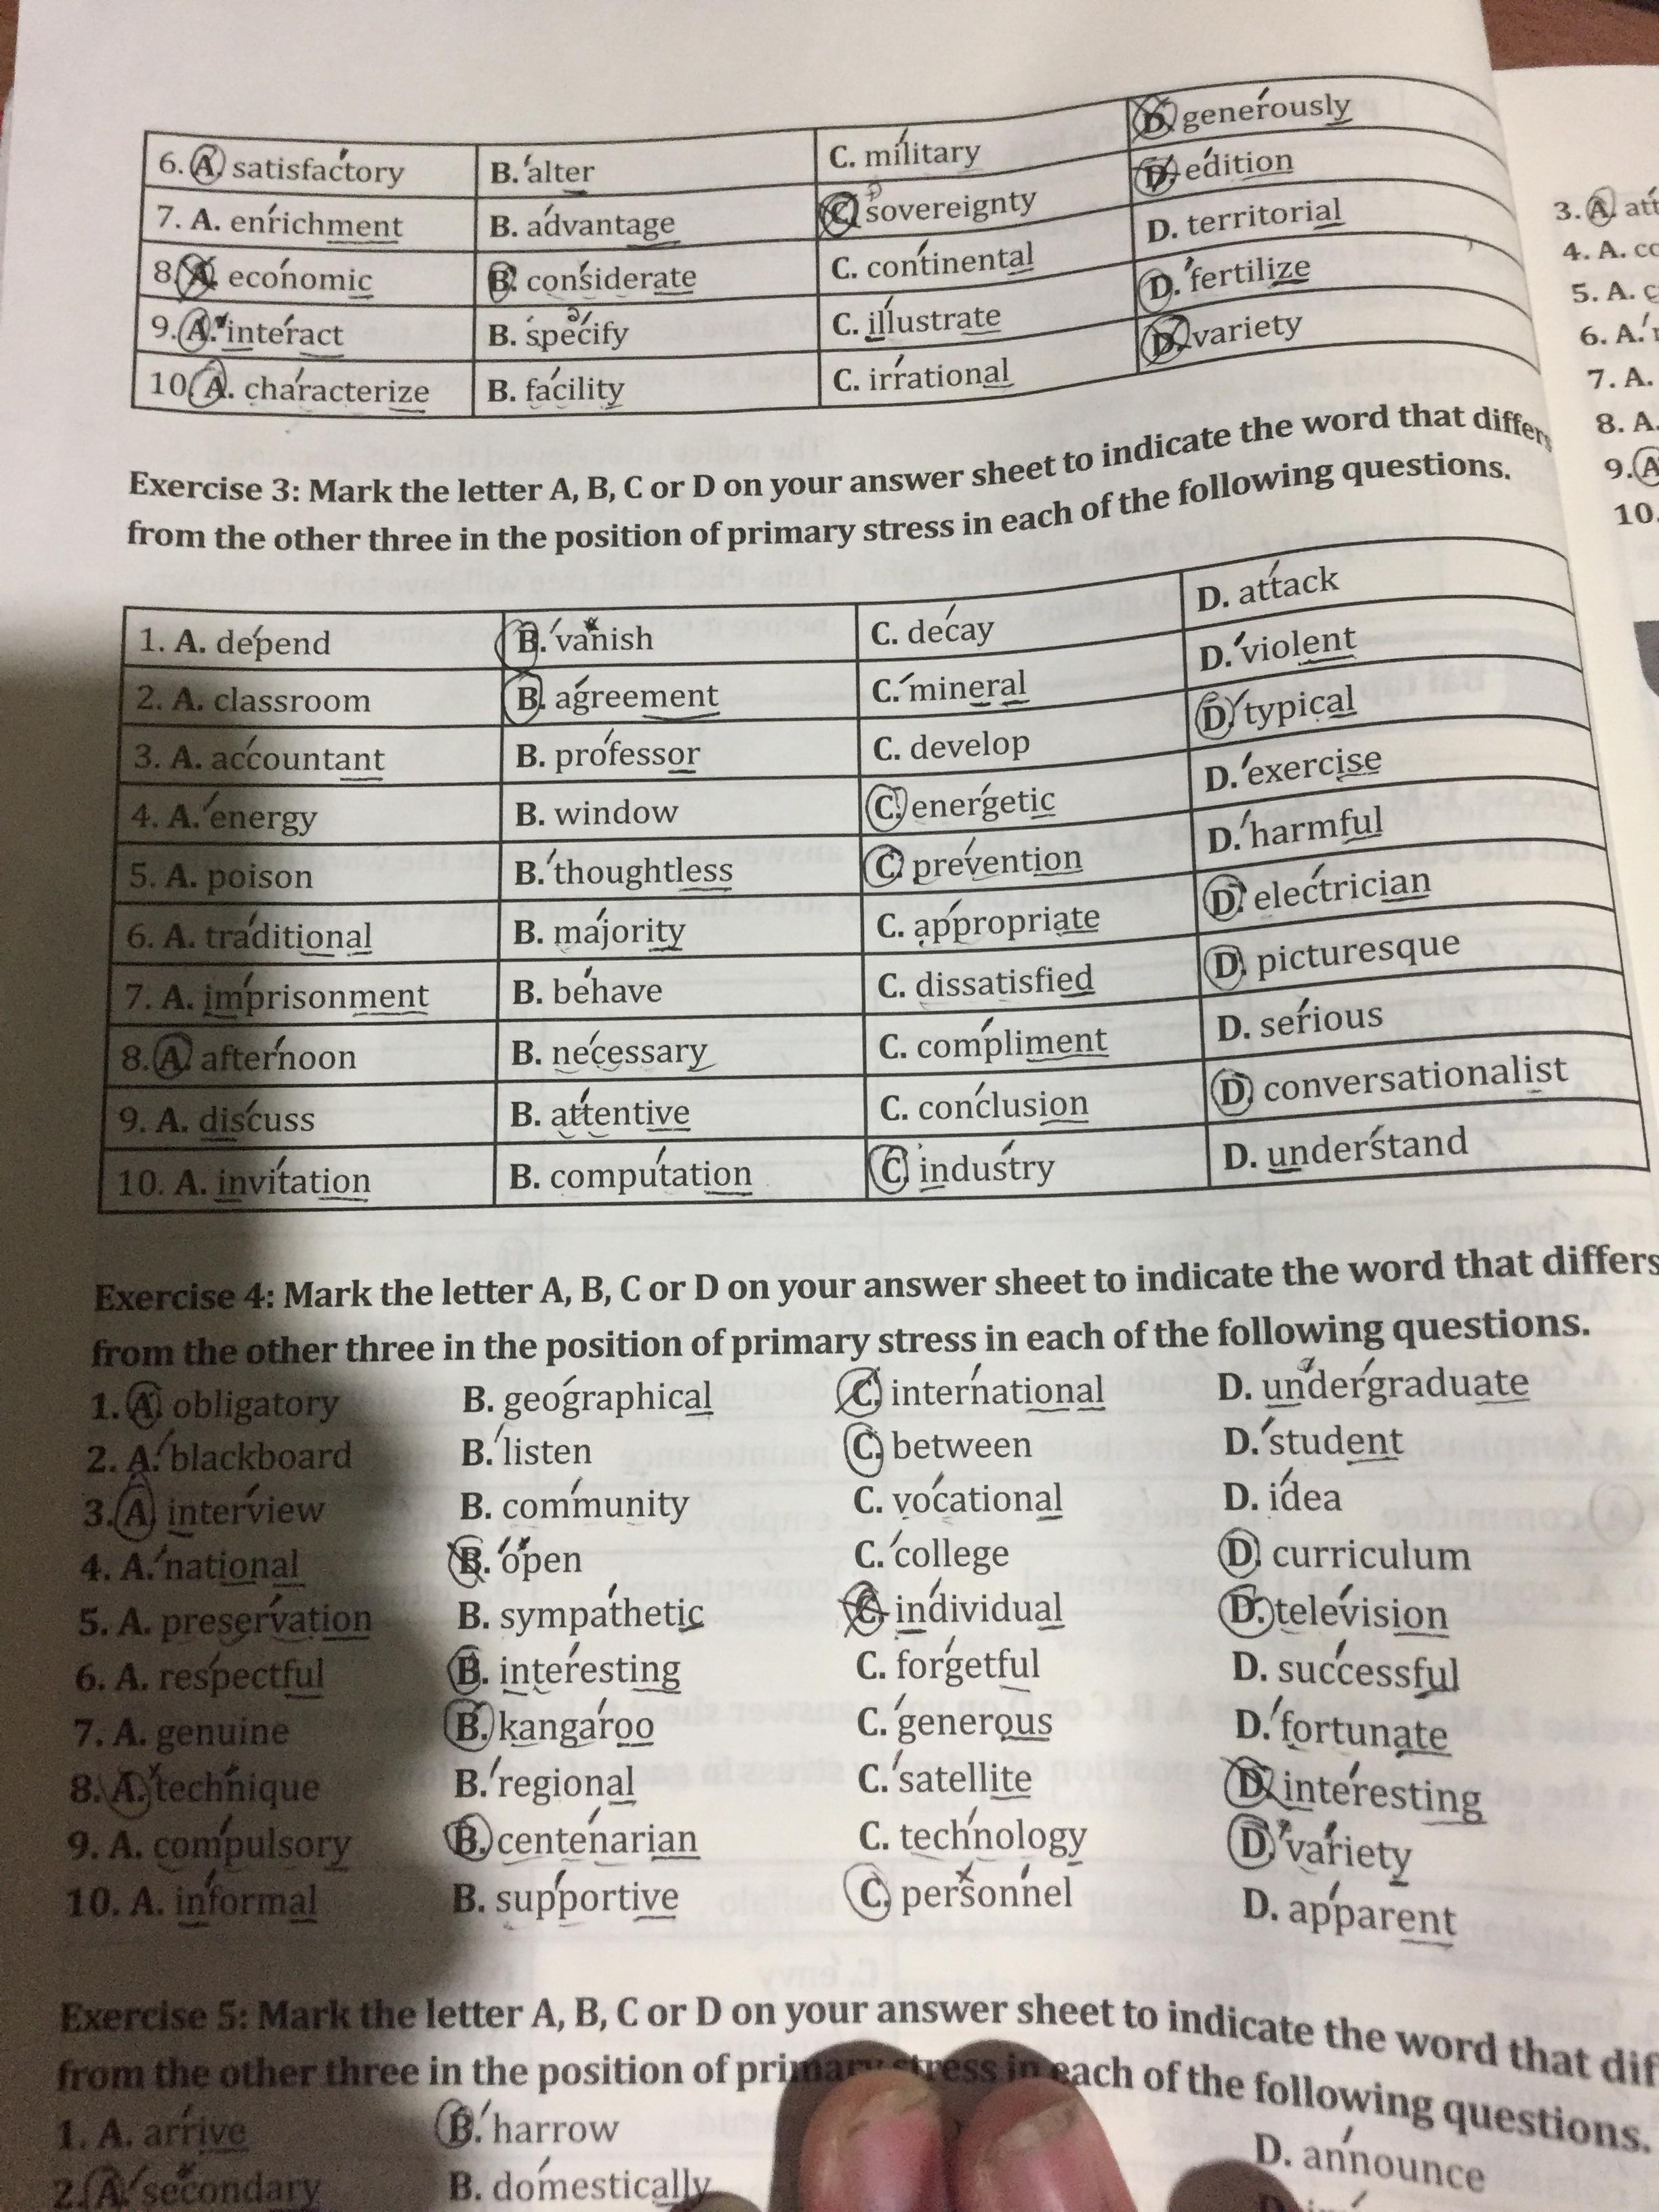 6. A. satisfactory B. alter C. military D. generously
7. A. enrichment B. advantage C. sovereignty D. edition
8. A. economic B. considerate C. continental D. territorial
9. A. interact B. specify C. illustrate D. fertilize
10. A. characterize B. facility C. irrational D. variety
Exercise 3: Mark the letter A, B, C or D on your answer sheet to indicate the word that differs
from the other three in the position of primary stress in each of the following questions.
1. A. depend B. vanish C. decay D. attack
2. A. classroom B. agreement C. mineral D. violent
3. A. accountant B. professor C. develop D. typical
4. A. energy B. window C. energetic D. exercise
5. A. poison B. thoughtless C. prevention D. harmful
6. A. traditional B. majority C. appropriate D. electrician
7. A. imprisonment B. behave C. dissatisfied D. picturesque
8. A. afternoon B. necessary C. compliment D. serious
9. A. discuss B. attentive C. conclusion D. conversationalist
10. A. invitation B. computation C. industry D. understand
Exercise 4: Mark the letter A, B, C or D on your answer sheet to indicate the word that differs
from the other three in the position of primary stress in each of the following questions.
1. A. obligatory B. geographical C. international D. undergraduate
2. A. blackboard B. listen C. between D. student
3. A. interview B. community C. vocational D. idea
4. A. national B. open C. college D. curriculum
5. A. preservation B. sympathetic C. individual D. television
6. A. respectful B. interesting C. forgetful D. successful
7. A. genuine B. kangaroo C. generous D. fortunate
8. A. technique B. regional C. satellite D. interesting
9. A. compulsory B. centenarian C. technology D. variety
10. A. informal B. supportive C. personnel D. apparent
Exercise 5: Mark the letter A, B, C or D on your answer sheet to indicate the word that dif
from the other three in the position of primary stress in each of the following questions.
1. A. arrive B. harrow D. announce
2. A. secondary B. domestically
3. A. att
4. A. co
5. A. c
6. A.
7. A.
8. A.
9. A
10.